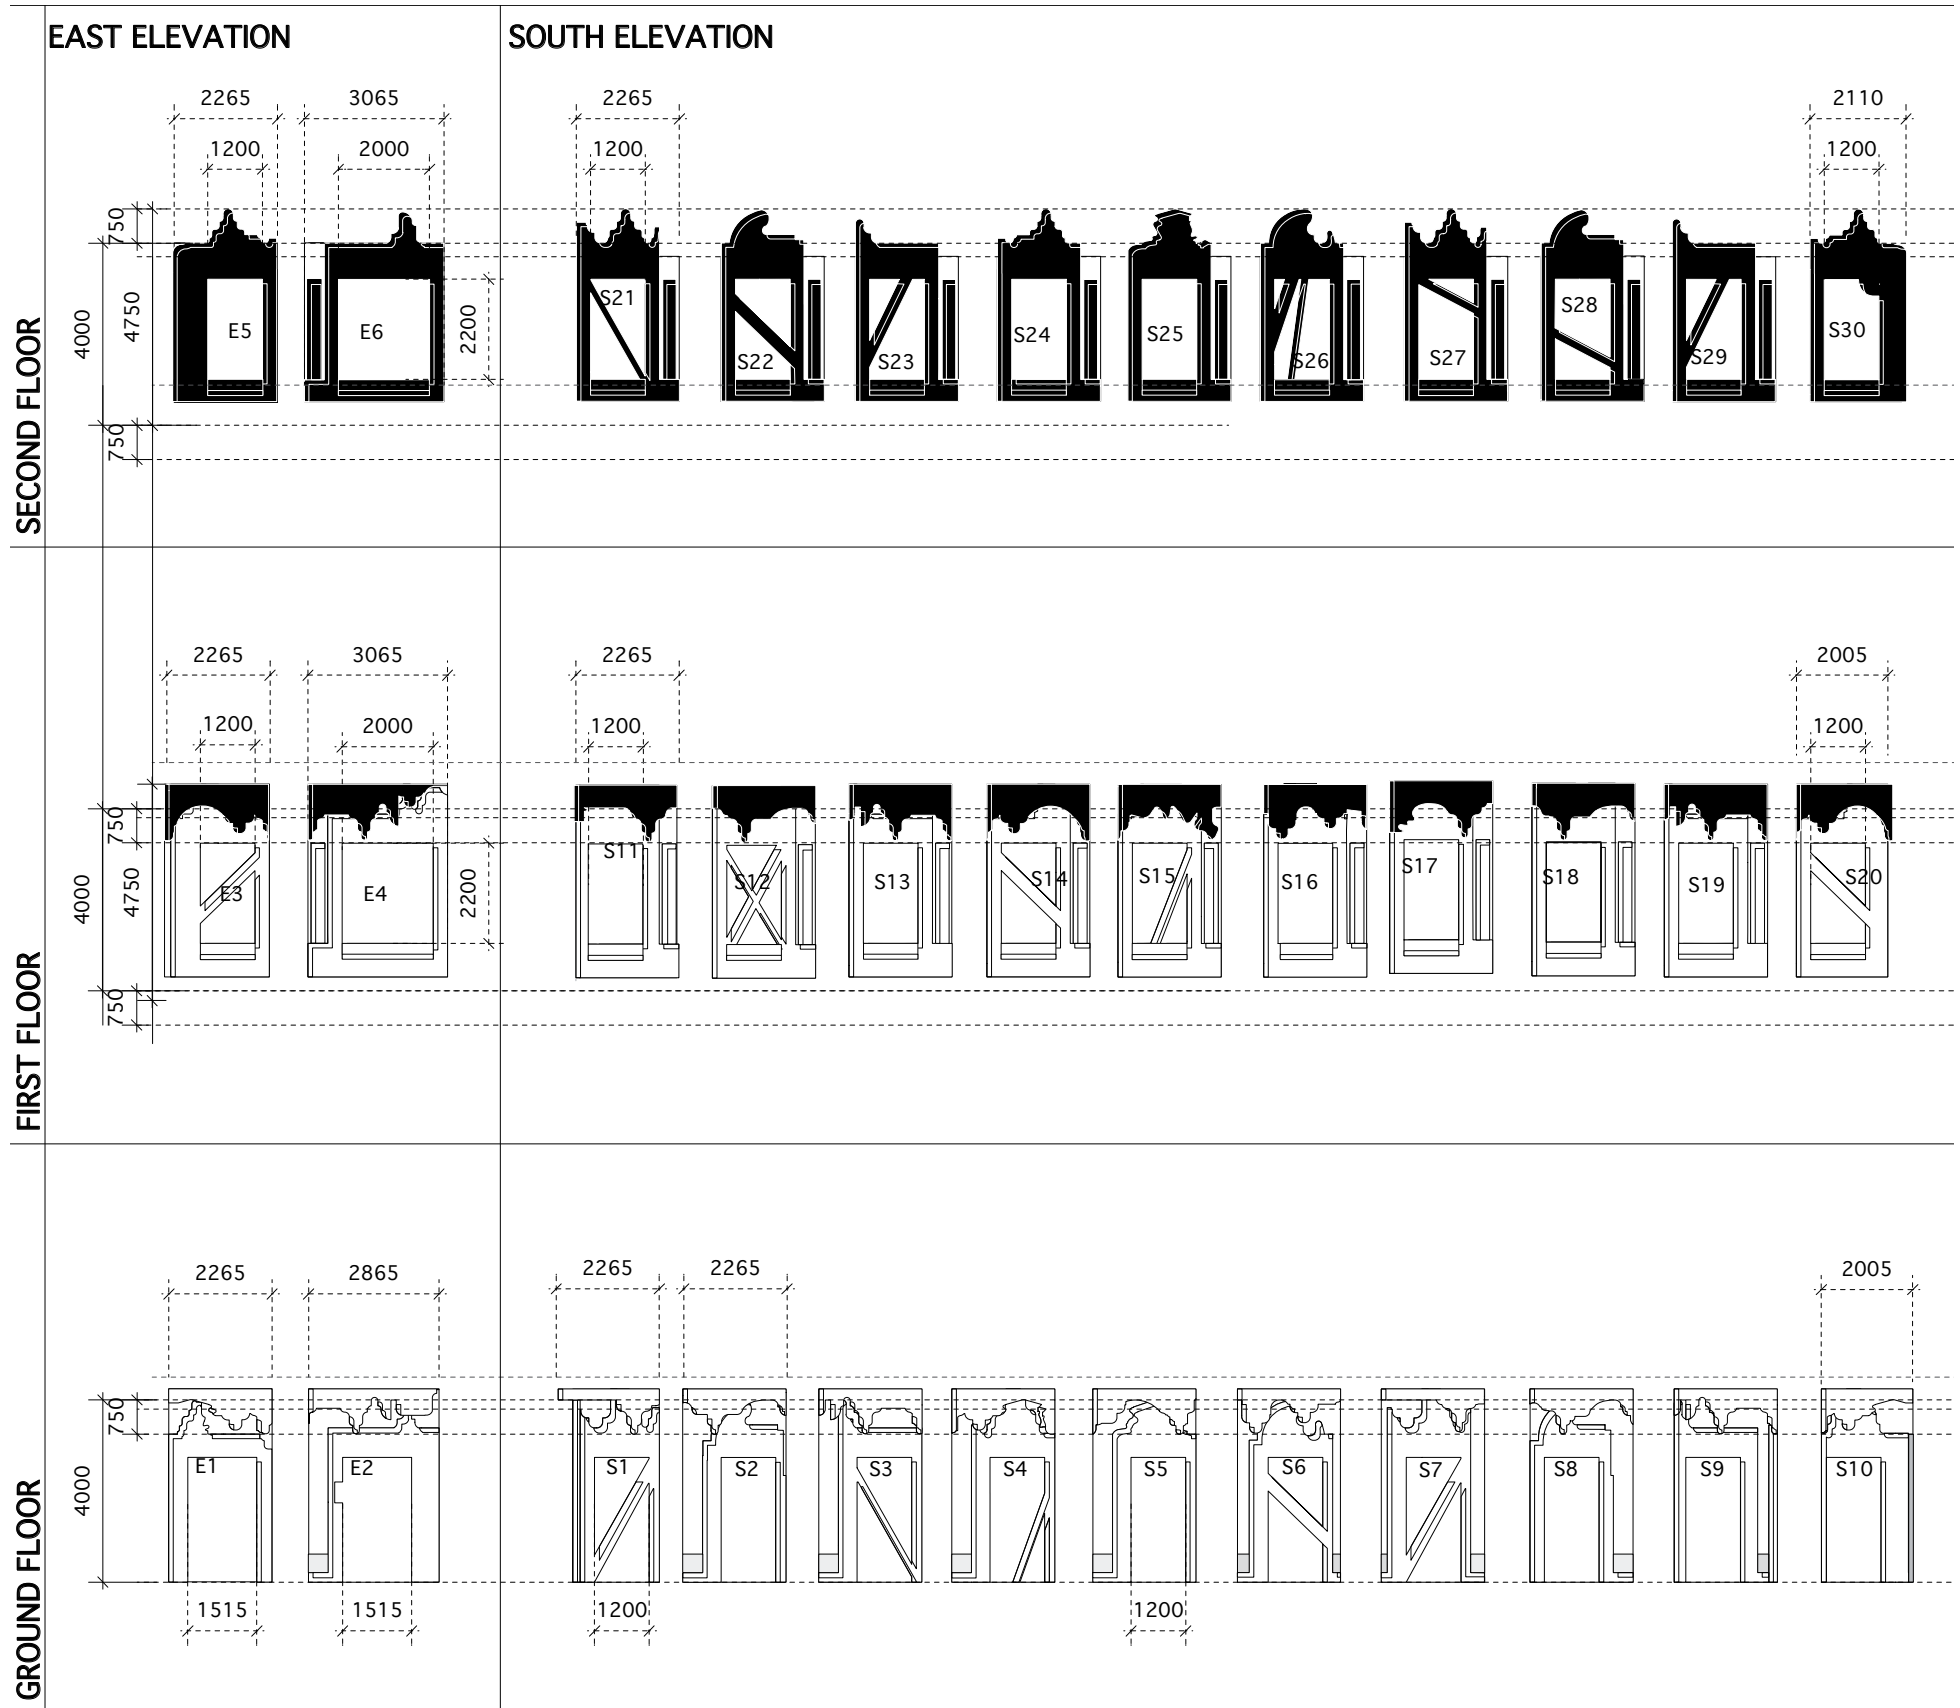 EAST ELEVATION
SOUTH ELEVATION
2265
3065
2265
2110
1200
2000
1200
1200
SECOND FLOOR
4000
750
4750
750
2200
E5
E6
S21
S22
S23
S24
S25
S26
S27
S28
S29
S30
2265
3065
2265
2005
1200
2000
1200
1200
FIRST FLOOR
4000
750
4750
750
2200
E3
E4
S11
S12
S13
S14
S15
S16
S17
S18
S19
S20
2265
2865
2265
2265
2005
GROUND FLOOR
4000
750
E1
E2
S1
S2
S3
S4
S5
S6
S7
S8
S9
S10
1515
1515
1200
1200